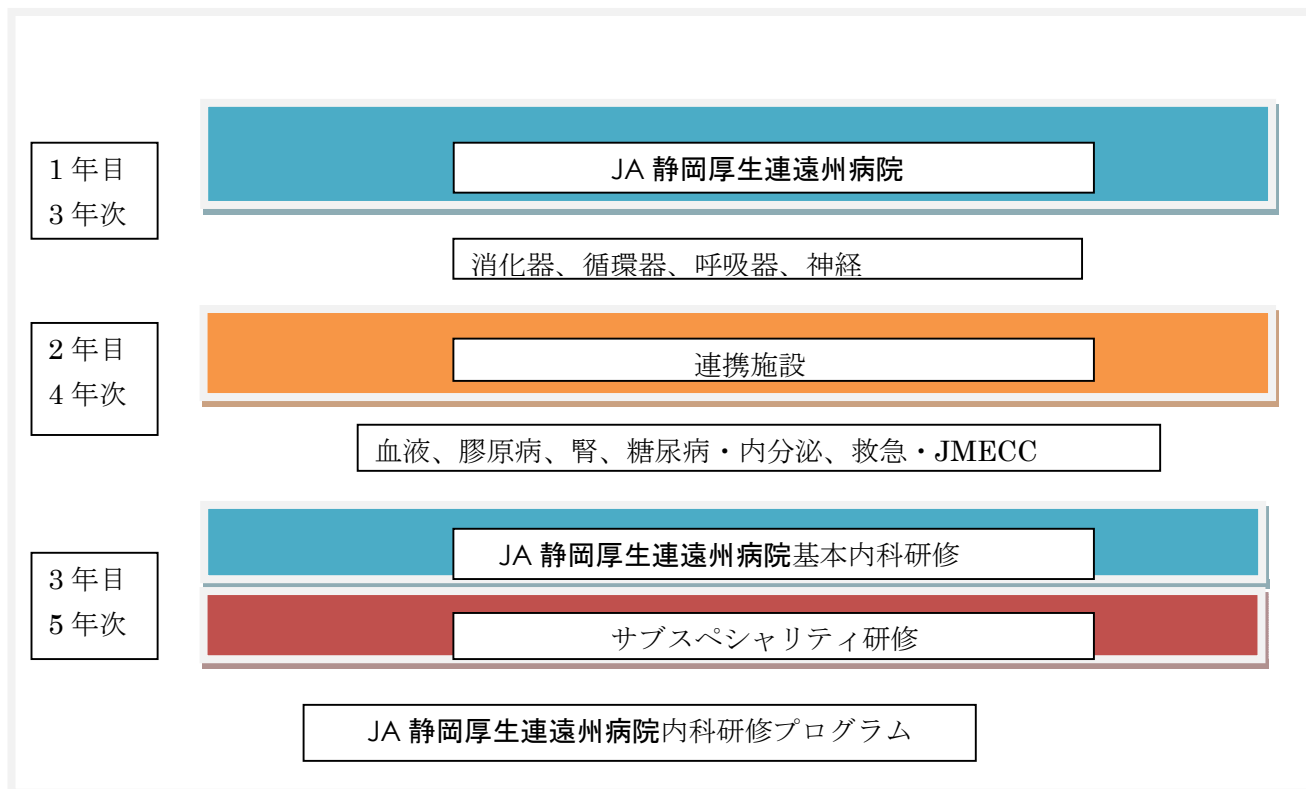 1 年目
3 年次
JA 静岡厚生連遠州病院
消化器、循環器、呼吸器、神経
2 年目
4 年次
連携施設
血液、膠原病、腎、糖尿病・内分泌、救急・JMECC
3 年目
5 年次
JA 静岡厚生連遠州病院基本内科研修
サブスペシャリティ研修
JA 静岡厚生連遠州病院内科研修プログラム